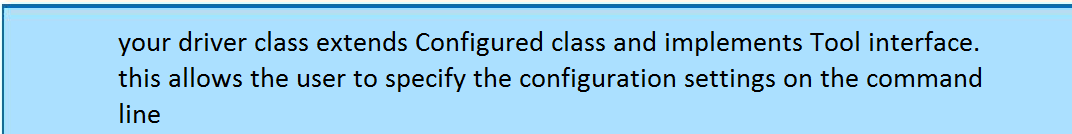 your driver class extends Configured class and implements Tool interface.
this allows the user to specify the configuration settings on the command
line